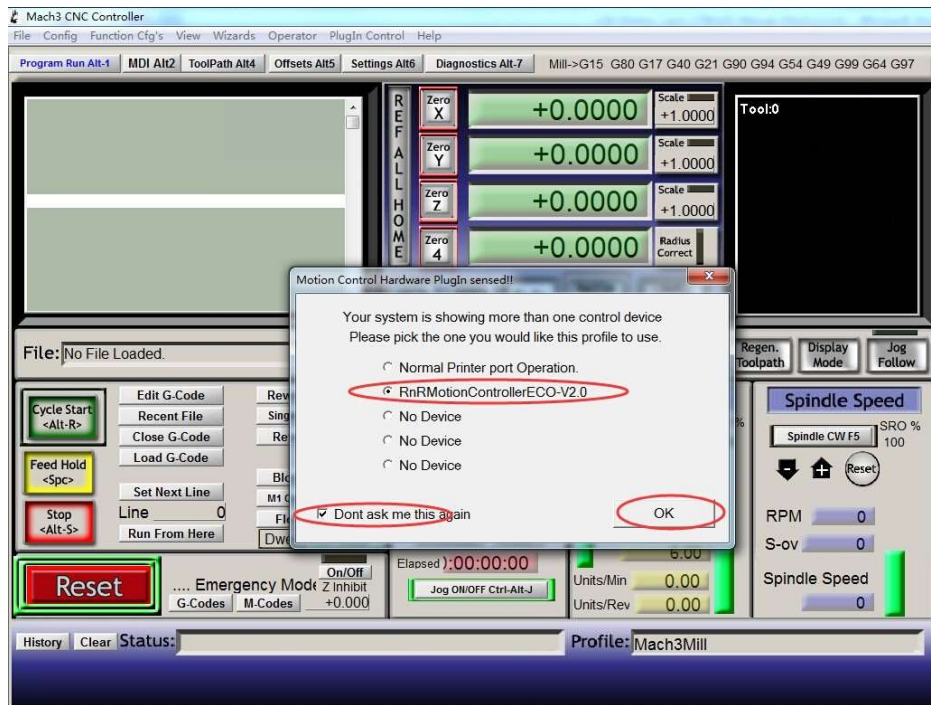 Mach3 CNC Controller
File Config Function Cfg's View Wizards Operator PlugIn Control Help
Program Run Alt-1 MDI Alt2 ToolPath Alt4 Offsets Alt5 Settings Alt6 Diagnostics Alt-7 Mill->G15 G80 G17 G40 G21 G90 G94 G54 G49 G99 G64 G97
REF ALL HOME
Zero X +0.0000 Scale +1.0000
Tool:0
Zero Y +0.0000 Scale +1.0000
Zero Z +0.0000 Scale +1.0000
Zero 4 +0.0000 Radius Correct
Motion Control Hardware PlugIn sensed!!
Your system is showing more than one control device
Please pick the one you would like this profile to use.
Normal Printer port Operation.
RnRMotionControllerECO-V2.0
No Device
No Device
No Device
Dont ask me this again
OK
File: No File Loaded.
Regen. Toolpath
Display Mode
Jog Follow
Cycle Start <Alt-R>
Feed Hold <Spc>
Stop <Alt-S>
Edit G-Code
Recent File
Close G-Code
Load G-Code
Set Next Line
Line 0
Run From Here
Rew
Sing
Re
Blo
M1
Flo
Dwe
%
Spindle Speed
Spindle CW F5
SRO %
100
Reset
RPM 0
S-ov 0
Spindle Speed
0
Reset
.... Emergency Mode
G-Codes M-Codes
On/Off
Z Inhibit
+0.000
Elapsed ):00:00:00
Jog ON/OFF Ctrl-Alt-J
6.00
Units/Min 0.00
Units/Rev 0.00
History Clear Status:
Profile: Mach3Mill